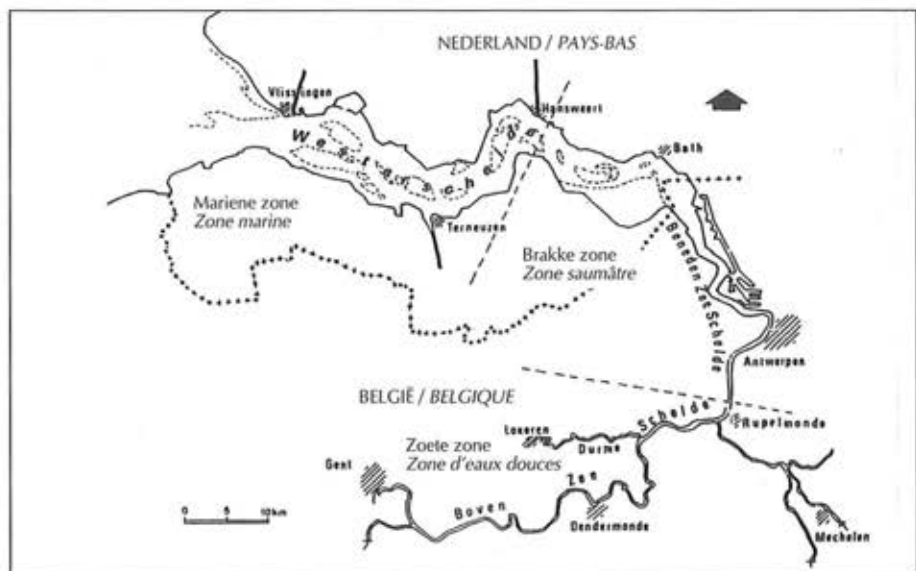 NEDERLAND / PAYS-BAS
Vlissingen
Hansweert
Westerschelde
Bath
Mariene zone
Zone marine
Terneuzen
Brakke zone
Zone saumâtre
Beneden Zee Schelde
Antwerpen
BELGIË / BELGIQUE
Schelde
Rupelmonde
Lokeren
Durme
Zoete zone
Zone d'eaux douces
Gent
Boven Zee
Dendermonde
Mechelen
0 5 10km